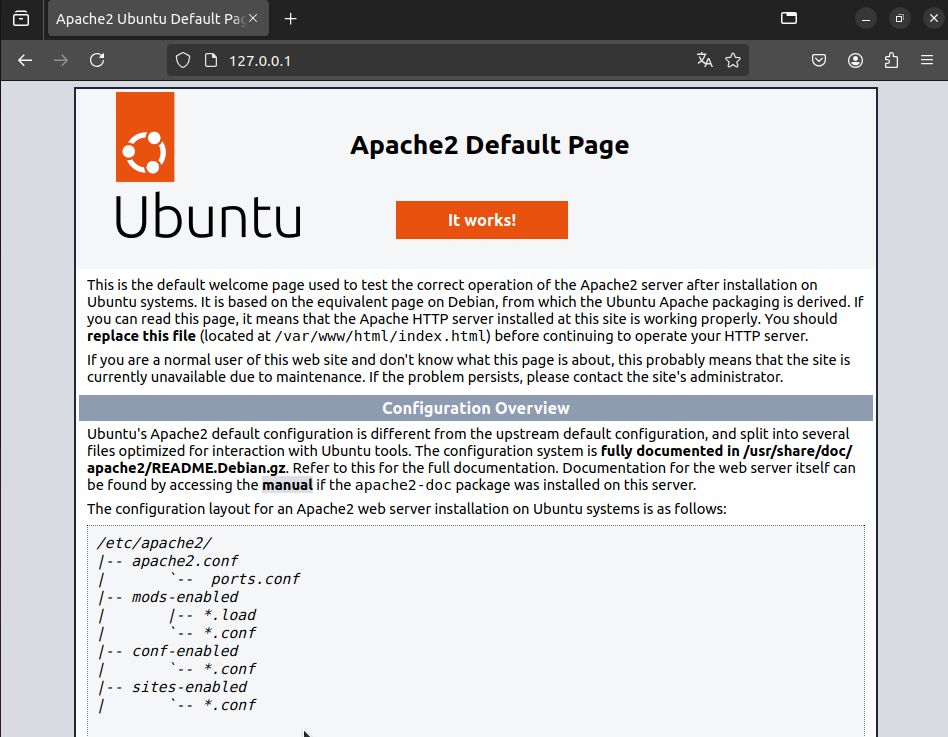 Apache2 Ubuntu Default Pa
127.0.0.1
Apache2 Default Page
Ubuntu
It works!
This is the default welcome page used to test the correct operation of the Apache2 server after installation on
Ubuntu systems. It is based on the equivalent page on Debian, from which the Ubuntu Apache packaging is derived. If
you can read this page, it means that the Apache HTTP server installed at this site is working properly. You should
replace this file (located at /var/www/html/index.html) before continuing to operate your HTTP server.
If you are a normal user of this web site and don't know what this page is about, this probably means that the site is
currently unavailable due to maintenance. If the problem persists, please contact the site's administrator.
Configuration Overview
Ubuntu's Apache2 default configuration is different from the upstream default configuration, and split into several
files optimized for interaction with Ubuntu tools. The configuration system is fully documented in /usr/share/doc/
apache2/README.Debian.gz. Refer to this for the full documentation. Documentation for the web server itself can
be found by accessing the manual if the apache2-doc package was installed on this server.
The configuration layout for an Apache2 web server installation on Ubuntu systems is as follows:
/etc/apache2/
|-- apache2.conf
|       `--  ports.conf
|-- mods-enabled
|       |-- *.load
|       `-- *.conf
|-- conf-enabled
|       `-- *.conf
|-- sites-enabled
|       `-- *.conf